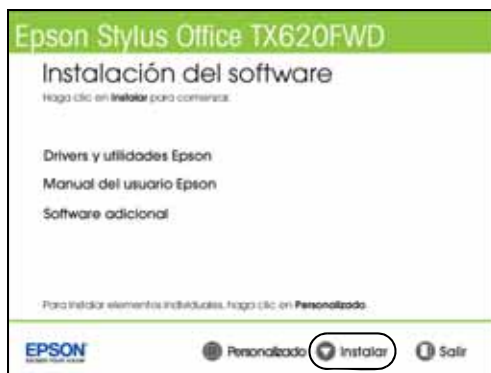 Epson Stylus Office TX620FWD
Instalación del software
Haga clic en Instalar para comenzar.
Drivers y utilidades Epson
Manual del usuario Epson
Software adicional
Para instalar elementos individuales, haga clic en Personalizado.
EPSON
Personalizado Instalar Salir